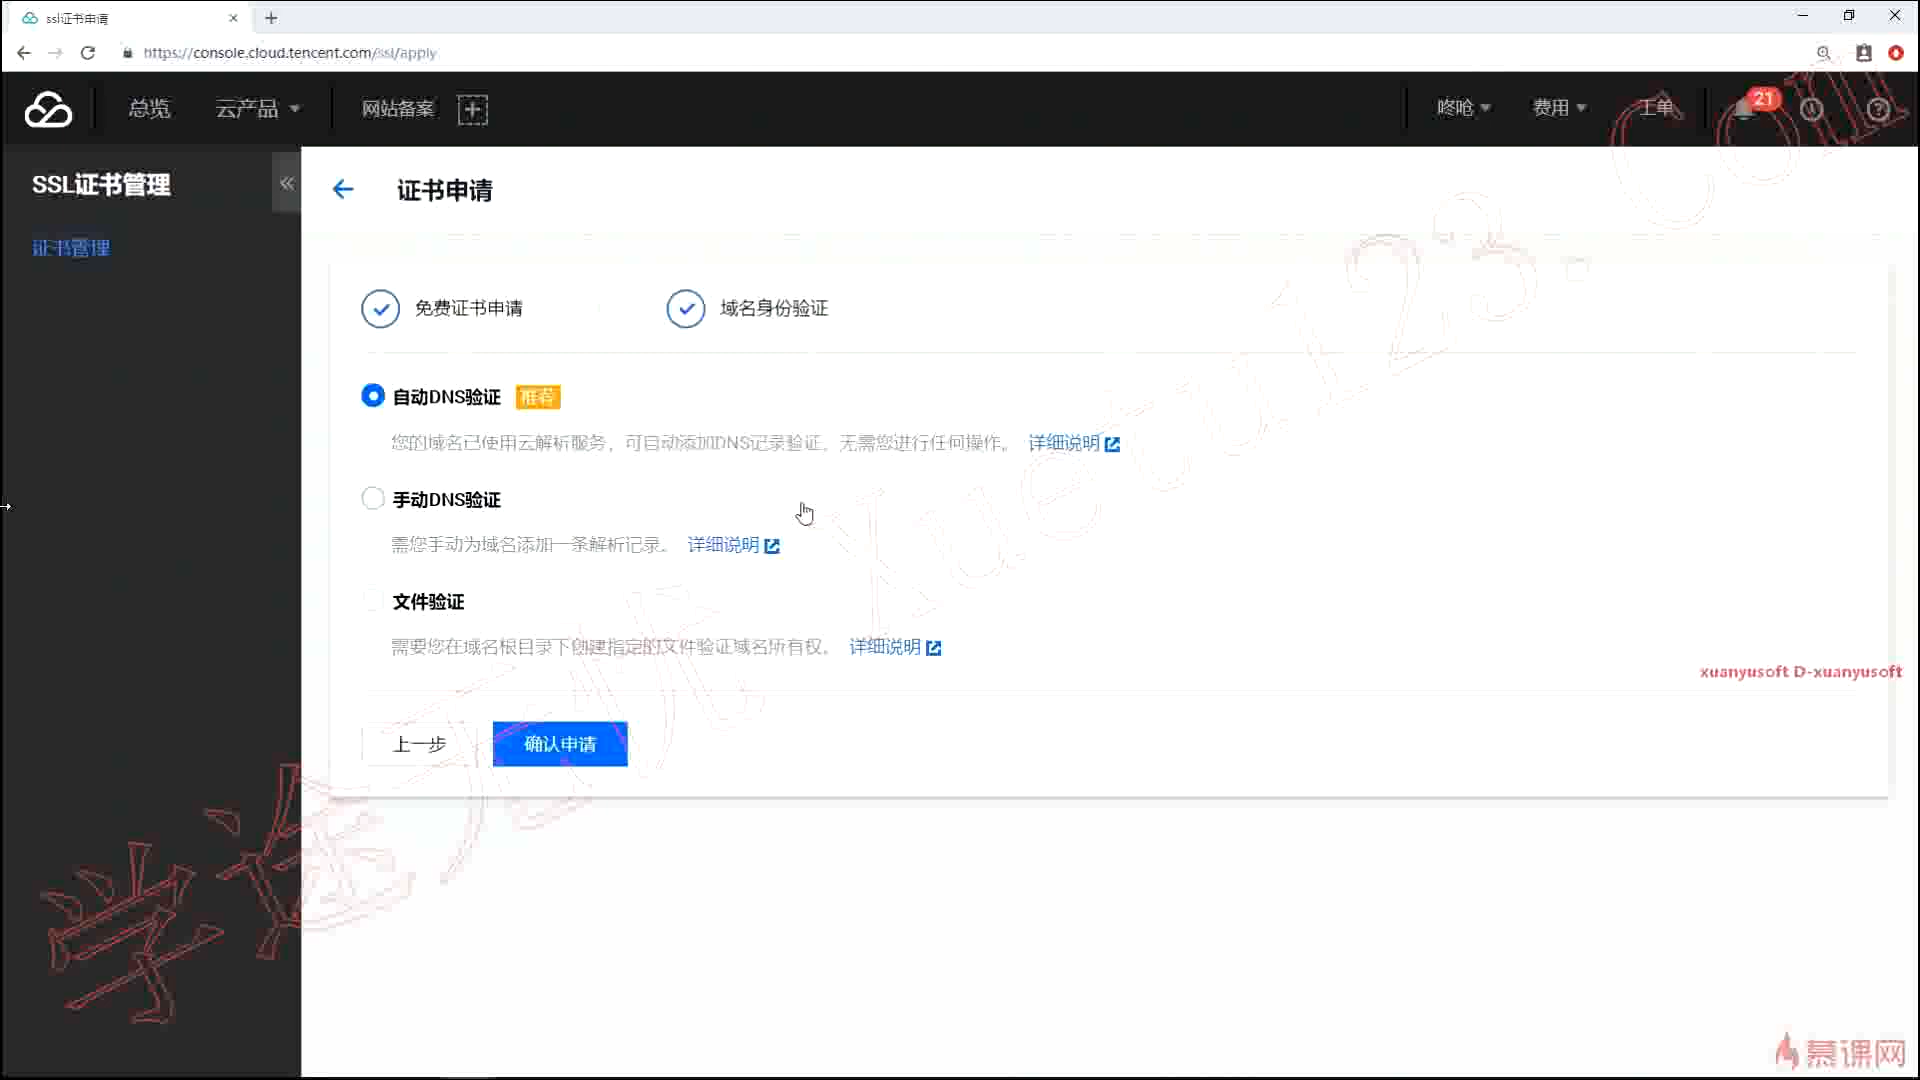 ssl证书申请
https://console.cloud.tencent.com/ssl/apply
总览 云产品 网站备案 咚呛 费用 工单 21
SSL证书管理
证书管理
证书申请
免费证书申请 域名身份验证
自动DNS验证 推荐
您的域名已使用云解析服务，可自动添加DNS记录验证，无需您进行任何操作。 详细说明
手动DNS验证
需您手动为域名添加一条解析记录。 详细说明
文件验证
需要您在域名根目录下创建指定的文件验证域名所有权。 详细说明
xuanyusoft D-xuanyusoft
上一步 确认申请
慕课网